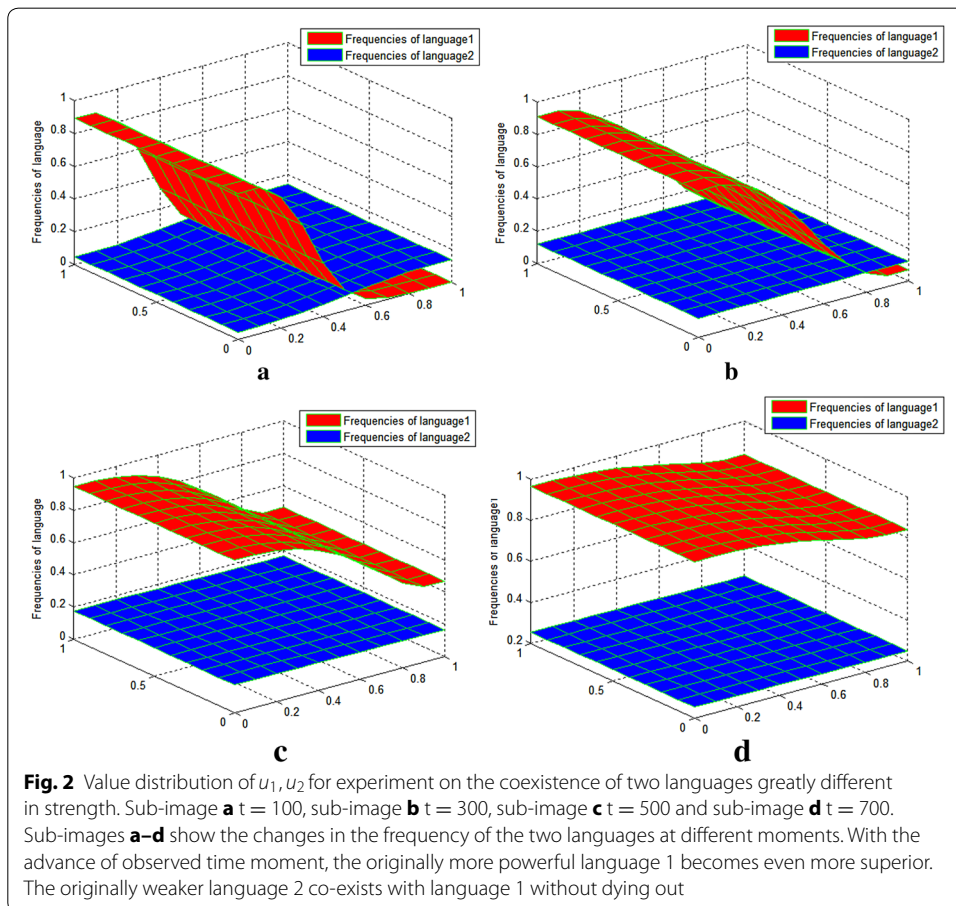 Frequencies of language1
Frequencies of language2
Frequencies of language
1
0.8
0.6
0.4
0.2
0
1
0.5
0
0
0.2
0.4
0.6
0.8
1
a
Frequencies of language1
Frequencies of language2
Frequencies of language
1
0.8
0.6
0.4
0.2
0
1
0.5
0
0
0.2
0.4
0.6
0.8
1
b
Frequencies of language1
Frequencies of language2
Frequencies of language
1
0.8
0.6
0.4
0.2
0
1
0.5
0
0
0.2
0.4
0.6
0.8
1
c
Frequencies of language1
Frequencies of language2
Frequencies of language1
1
0.8
0.6
0.4
0.2
1
0.5
0
0
0.2
0.4
0.6
0.8
1
d
Fig. 2 Value distribution of u₁, u₂ for experiment on the coexistence of two languages greatly different
in strength. Sub-image a t = 100, sub-image b t = 300, sub-image c t = 500 and sub-image d t = 700.
Sub-images a–d show the changes in the frequency of the two languages at different moments. With the
advance of observed time moment, the originally more powerful language 1 becomes even more superior.
The originally weaker language 2 co-exists with language 1 without dying out